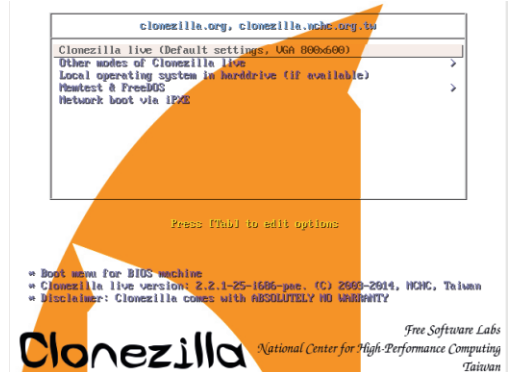 clonezilla.org, clonezilla.nchc.org.tw
Clonezilla live (Default settings, VGA 800x600)
Other modes of Clonezilla live >
Local operating system in harddrive (if available)
Memtest & FreeDOS >
Network boot via iPXE
Press [Tab] to edit options
* Boot menu for BIOS machine
* Clonezilla live version: 2.2.1-25-i686-pae. (C) 2003-2014, NCHC, Taiwan
* Disclaimer: Clonezilla comes with ABSOLUTELY NO WARRANTY
Free Software Labs
Clonezilla National Center for High-Performance Computing
Taiwan